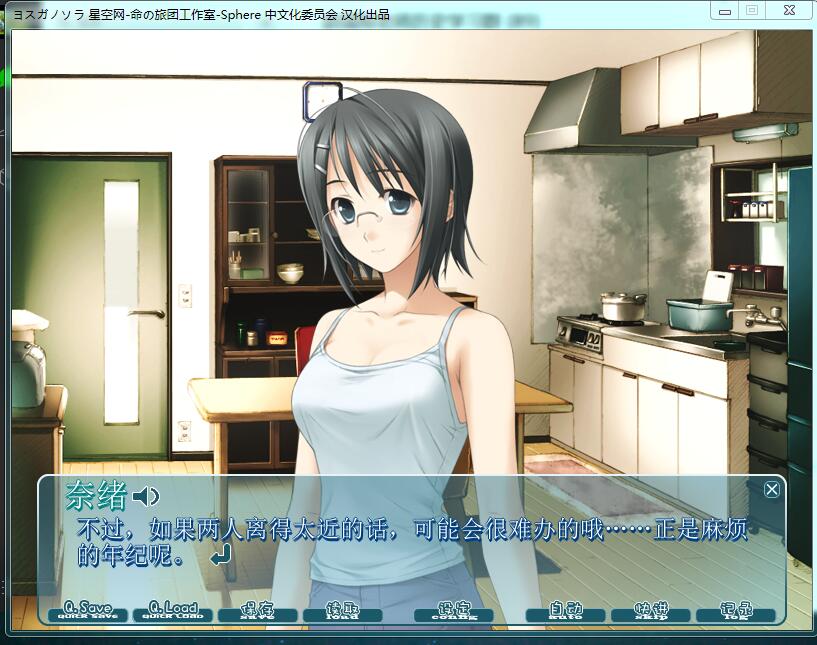 ヨスガノソラ 星空网-命の旅团工作室-Sphere 中文化委员会 汉化出品
奈绪
不过，如果两人离得太近的话，可能会很难办的哦……正是麻烦
的年纪呢。
Q.Save Q.Load 保存 读取 设定 自动 快进 记录
quick save quick load save load config auto skip log